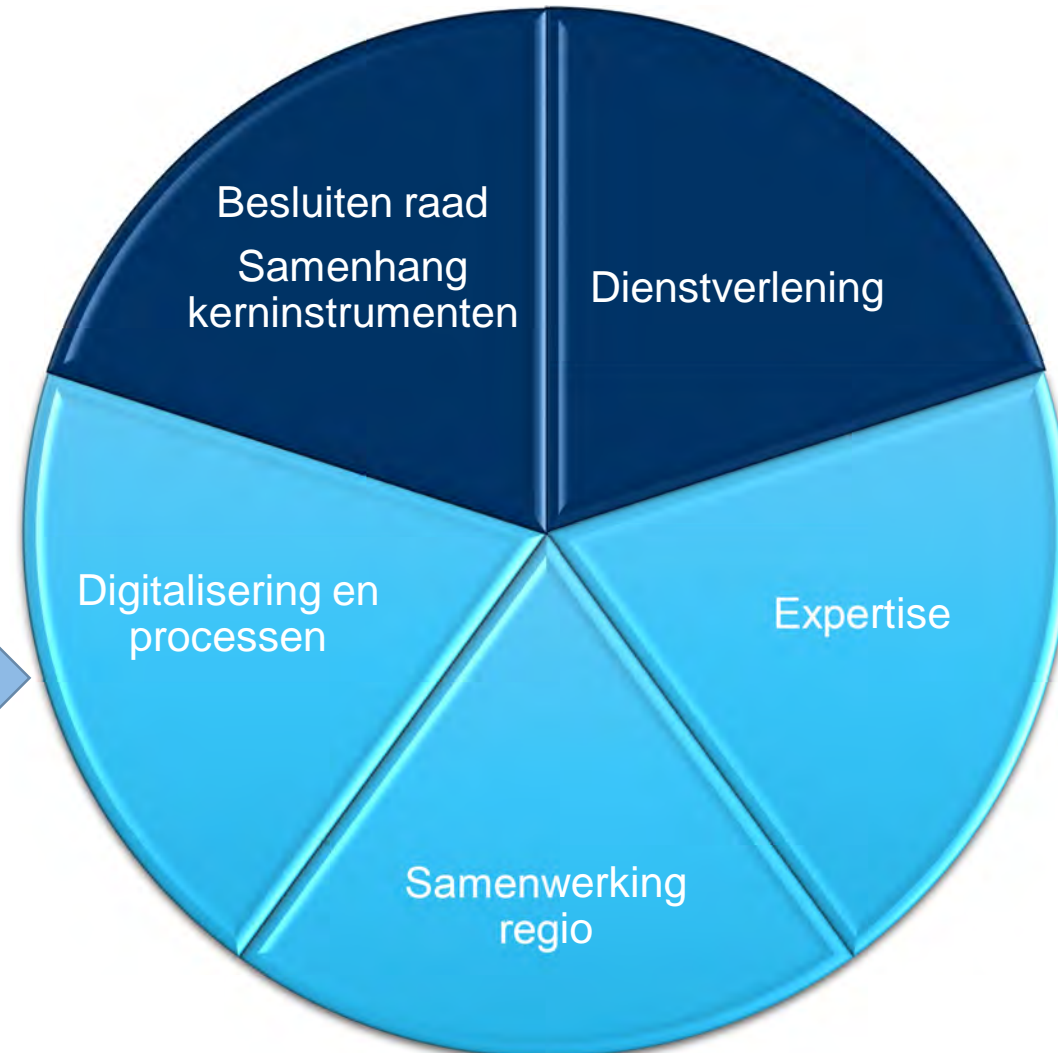 Besluiten raad
Samenhang
kerninstrumenten
Dienstverlening
Digitalisering en
processen
Expertise
Samenwerking
regio